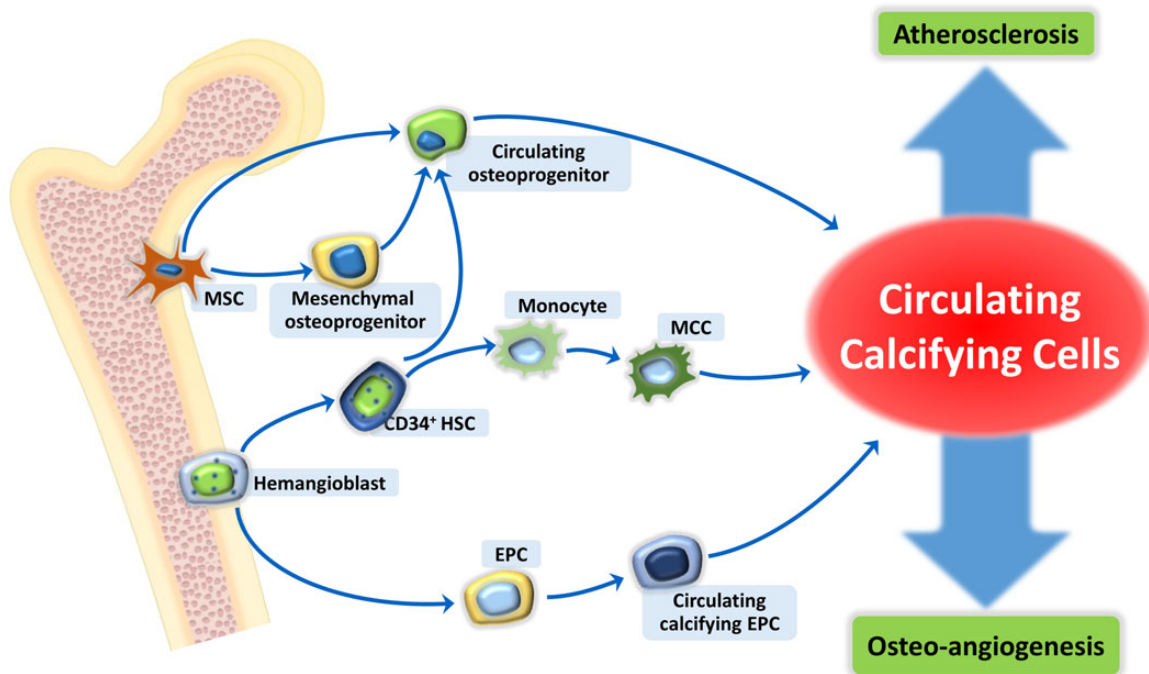 Atherosclerosis
Circulating
osteoprogenitor
MSC
Mesenchymal
osteoprogenitor
Monocyte
MCC
Circulating
Calcifying Cells
CD34⁺ HSC
Hemangioblast
EPC
Circulating
calcifying EPC
Osteo-angiogenesis